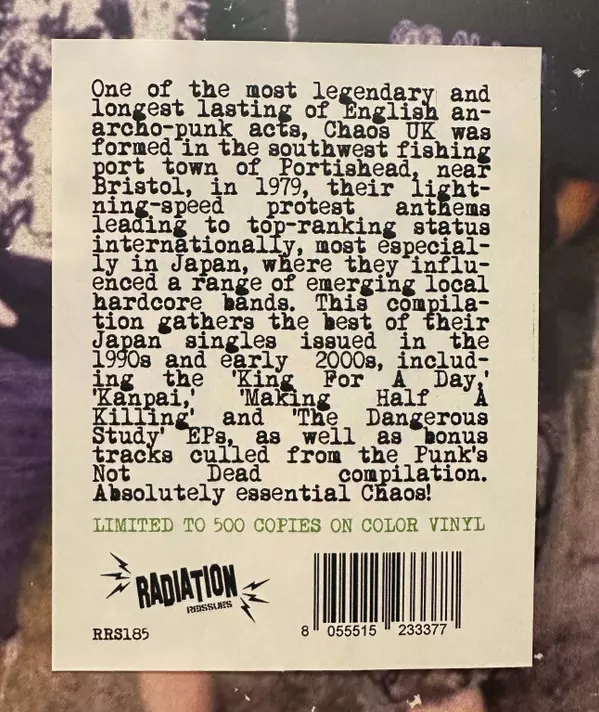 One of the most legendary and
longest lasting of English an-
archo-punk acts, Chaos UK was
formed in the southwest fishing
port town of Portishead, near
Bristol, in 1979, their light-
ning-speed protest anthems
leading to top-ranking status
internationally, most especial-
ly in Japan, where they influ-
enced a range of emerging local
hardcore bands. This compila-
tion gathers the best of their
Japan singles issued in the
1990s and early 2000s, includ-
ing the 'King For A Day,'
'Kanpai,' 'Making Half A
Killing' and 'The Dangerous
Study' EPs, as well as bonus
tracks culled from the Punk's
Not Dead compilation.
Absolutely essential Chaos!
LIMITED TO 500 COPIES ON COLOR VINYL
RADIATION
REISSUES
RRS185
8 055515 233377